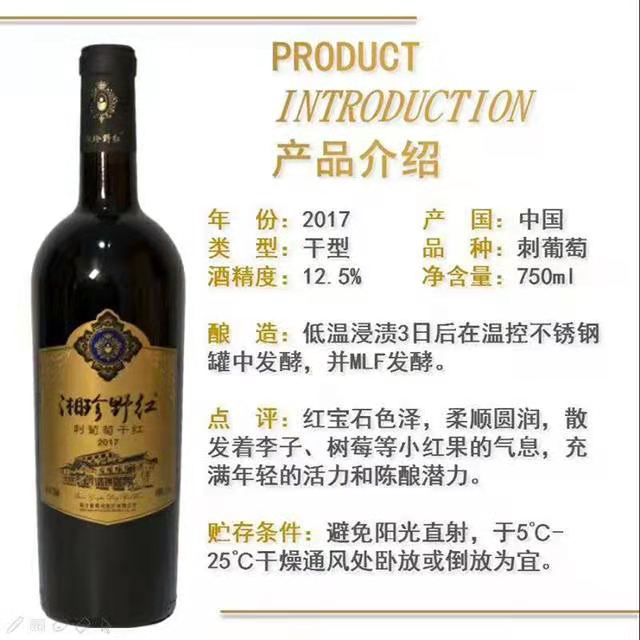 PRODUCT
INTRODUCTION
产品介绍
年 份：2017 产 国：中国
类 型：干型 品 种：刺葡萄
酒精度：12.5% 净含量：750ml
酿 造：低温浸渍3日后在温控不锈钢
罐中发酵，并MLF发酵。
点 评：红宝石色泽，柔顺圆润，散
发着李子、树莓等小红果的气息，充
满年轻的活力和陈酿潜力。
贮存条件：避免阳光直射，于5℃-
25℃干燥通风处卧放或倒放为宜。
湘珍野红
湘珍野红
刺葡萄干红
2017